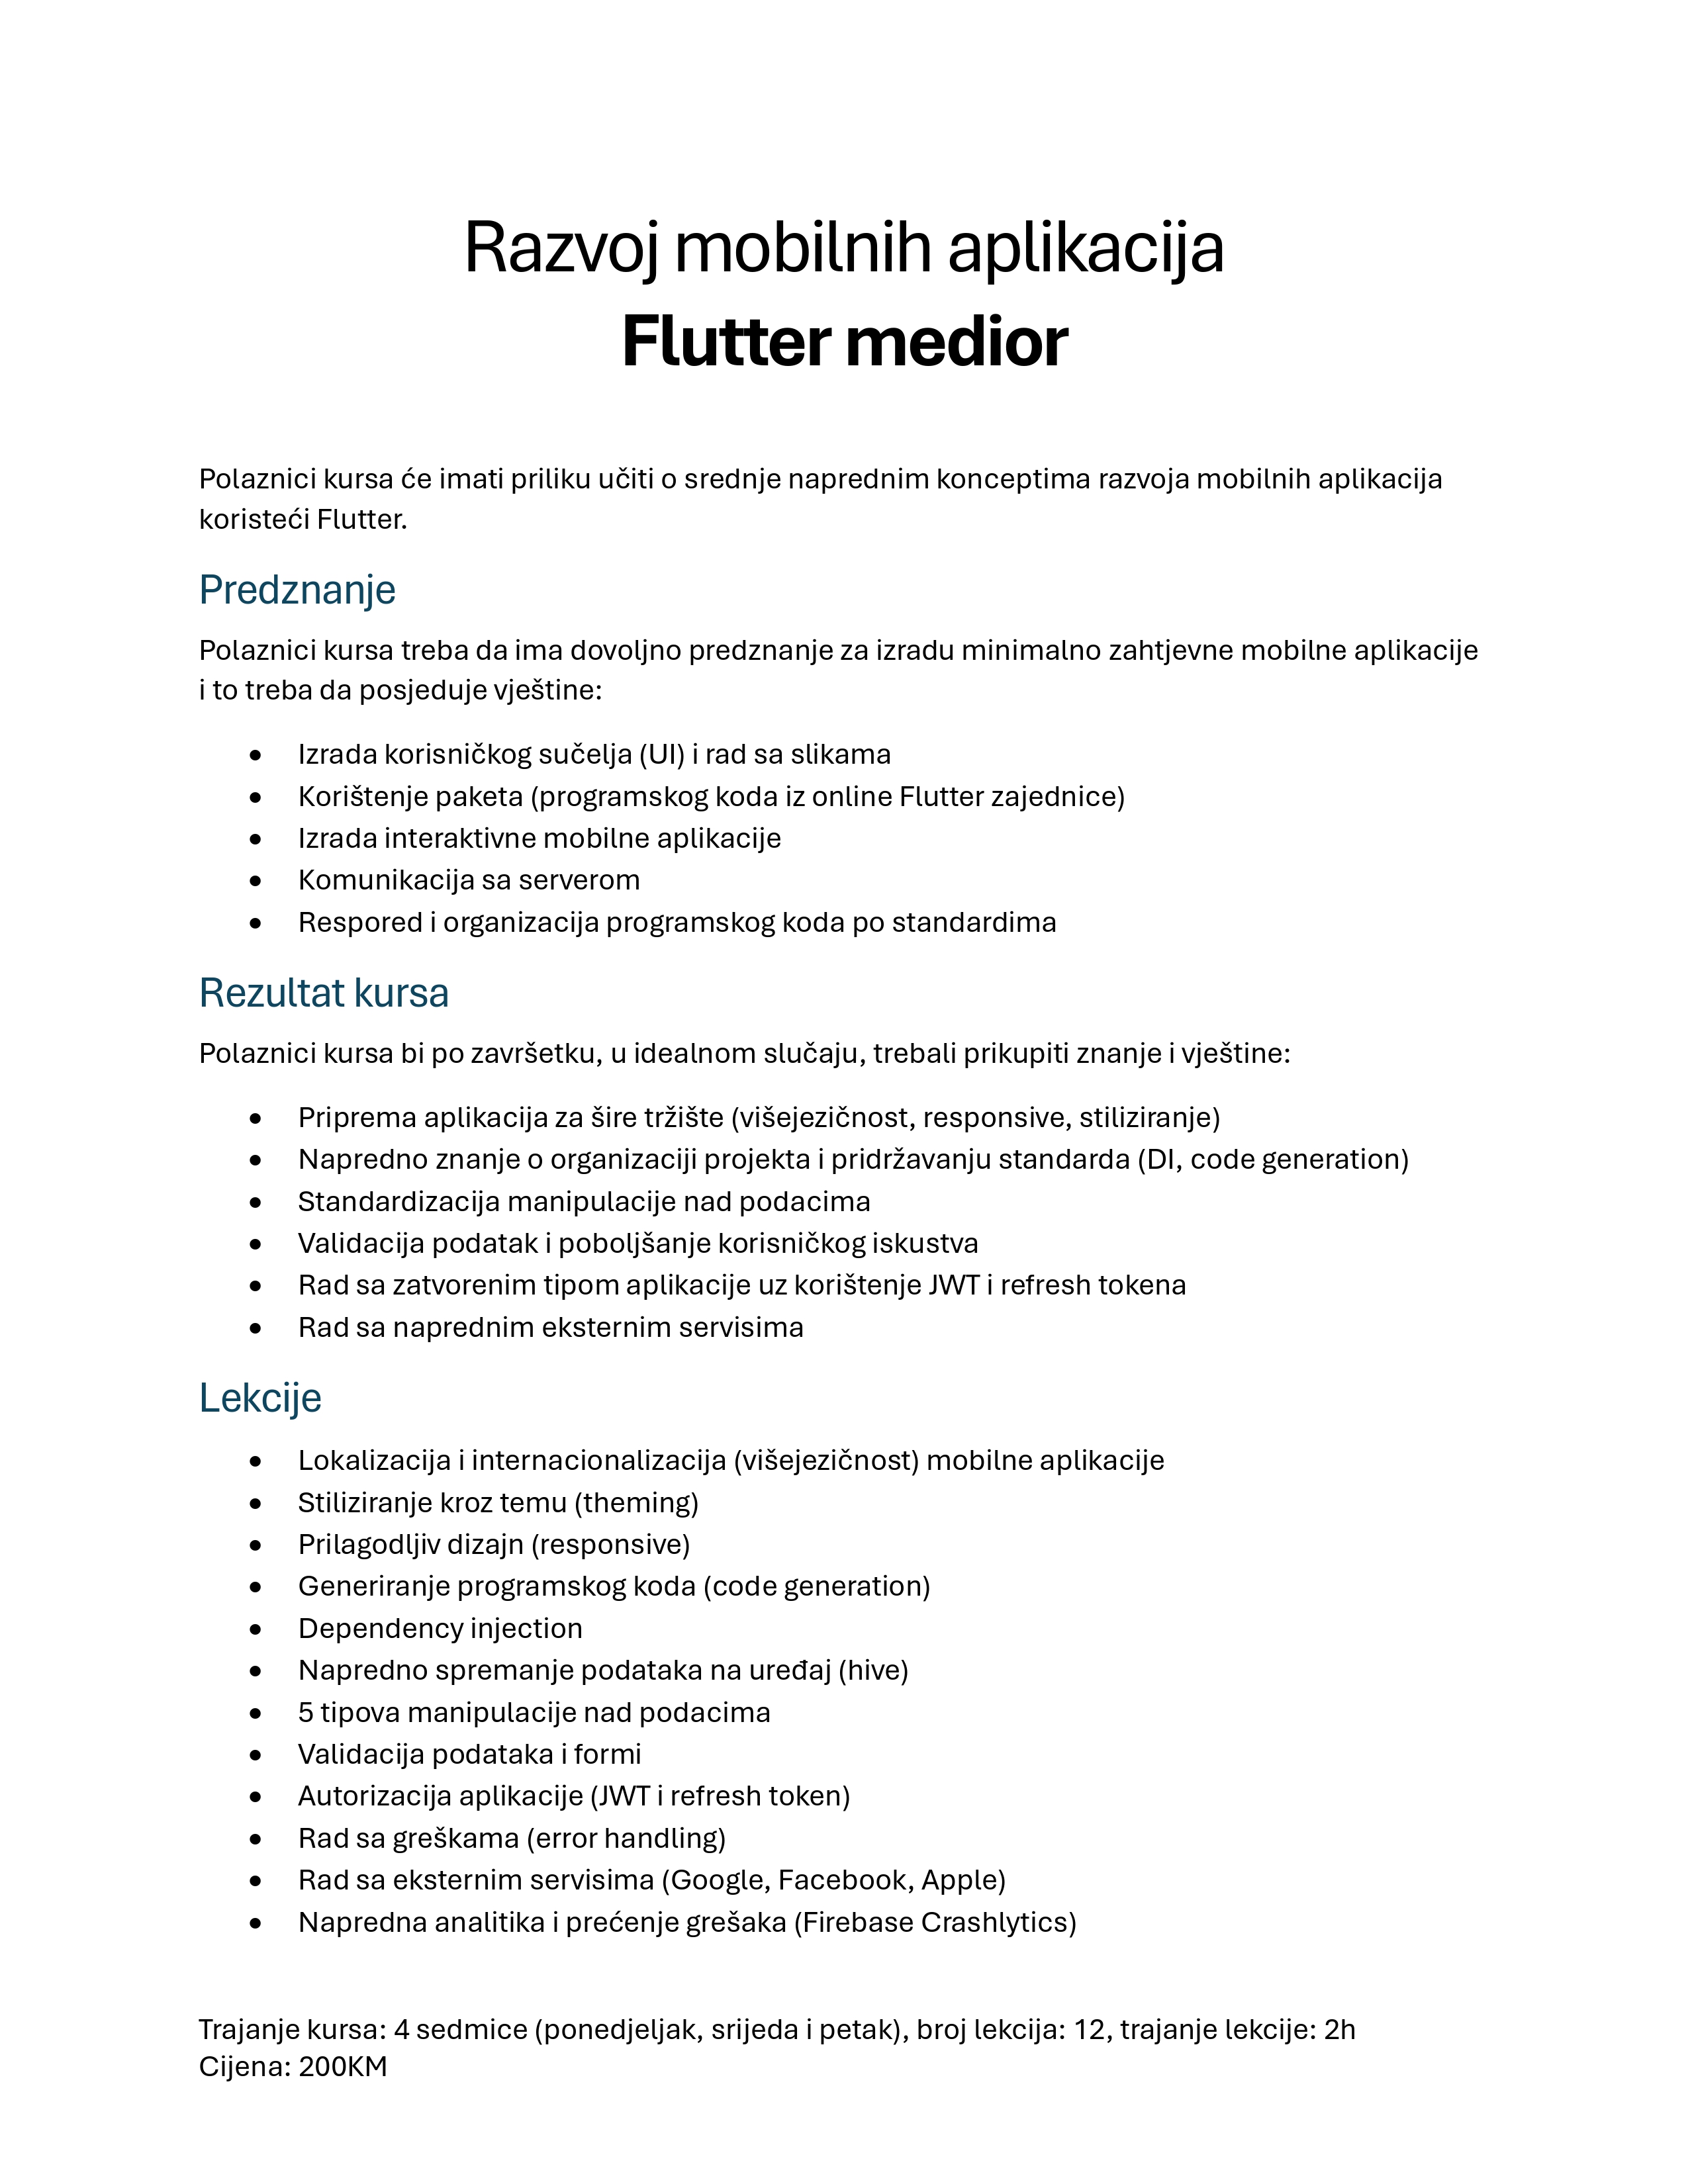 Razvoj mobilnih aplikacija
Flutter medior
Polaznici kursa će imati priliku učiti o srednje naprednim konceptima razvoja mobilnih aplikacija
koristeći Flutter.
Predznanje
Polaznici kursa treba da ima dovoljno predznanje za izradu minimalno zahtjevne mobilne aplikacije
i to treba da posjeduje vještine:
• Izrada korisničkog sučelja (UI) i rad sa slikama
• Korištenje paketa (programskog koda iz online Flutter zajednice)
• Izrada interaktivne mobilne aplikacije
• Komunikacija sa serverom
• Respored i organizacija programskog koda po standardima
Rezultat kursa
Polaznici kursa bi po završetku, u idealnom slučaju, trebali prikupiti znanje i vještine:
• Priprema aplikacija za šire tržište (višejezičnost, responsive, stiliziranje)
• Napredno znanje o organizaciji projekta i pridržavanju standarda (DI, code generation)
• Standardizacija manipulacije nad podacima
• Validacija podatak i poboljšanje korisničkog iskustva
• Rad sa zatvorenim tipom aplikacije uz korištenje JWT i refresh tokena
• Rad sa naprednim eksternim servisima
Lekcije
• Lokalizacija i internacionalizacija (višejezičnost) mobilne aplikacije
• Stiliziranje kroz temu (theming)
• Prilagodljiv dizajn (responsive)
• Generiranje programskog koda (code generation)
• Dependency injection
• Napredno spremanje podataka na uređaj (hive)
• 5 tipova manipulacije nad podacima
• Validacija podataka i formi
• Autorizacija aplikacije (JWT i refresh token)
• Rad sa greškama (error handling)
• Rad sa eksternim servisima (Google, Facebook, Apple)
• Napredna analitika i prećenje grešaka (Firebase Crashlytics)
Trajanje kursa: 4 sedmice (ponedjeljak, srijeda i petak), broj lekcija: 12, trajanje lekcije: 2h
Cijena: 200KM